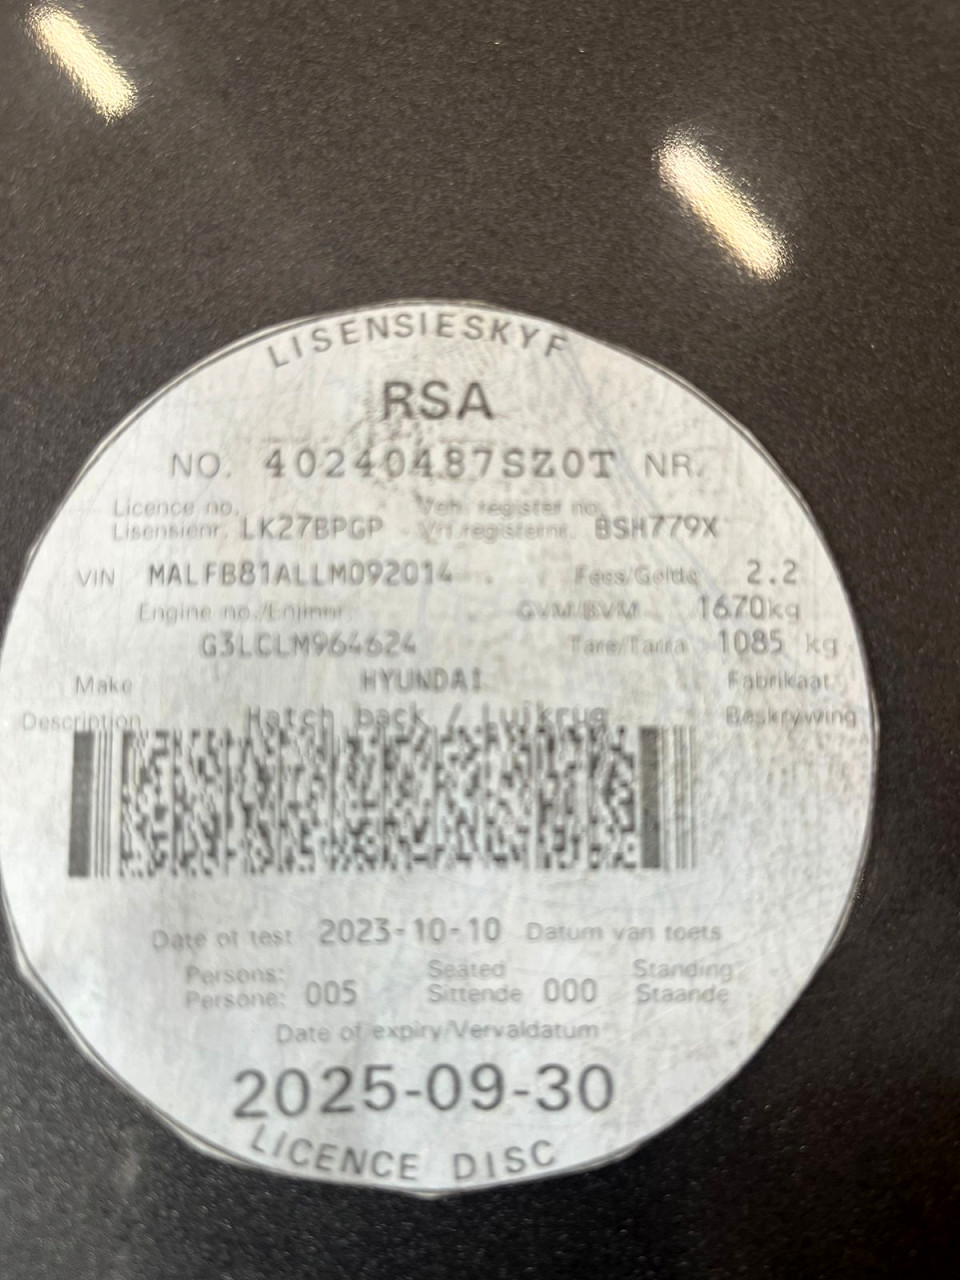 LISENSIESKYF
RSA
NO. 40240487SZ0T NR.
Licence no. Veh. register no.
Lisensienr. LK27BPGP Vrt.registernr. BSH779X
VIN MALFB81ALLM092014 Fees/Gelde 2.2
Engine no./Enjinnr. GVM/BVM 1670kg
G3LCLM964624 Tare/Tarra 1085 kg
Make HYUNDAI Fabrikaat
Description Hatch back / Luikrug Beskrywing
Date of test 2023-10-10 Datum van toets
Persons: Seated Standing
Persone: 005 Sittende 000 Staande
Date of expiry/Vervaldatum
2025-09-30
LICENCE DISC